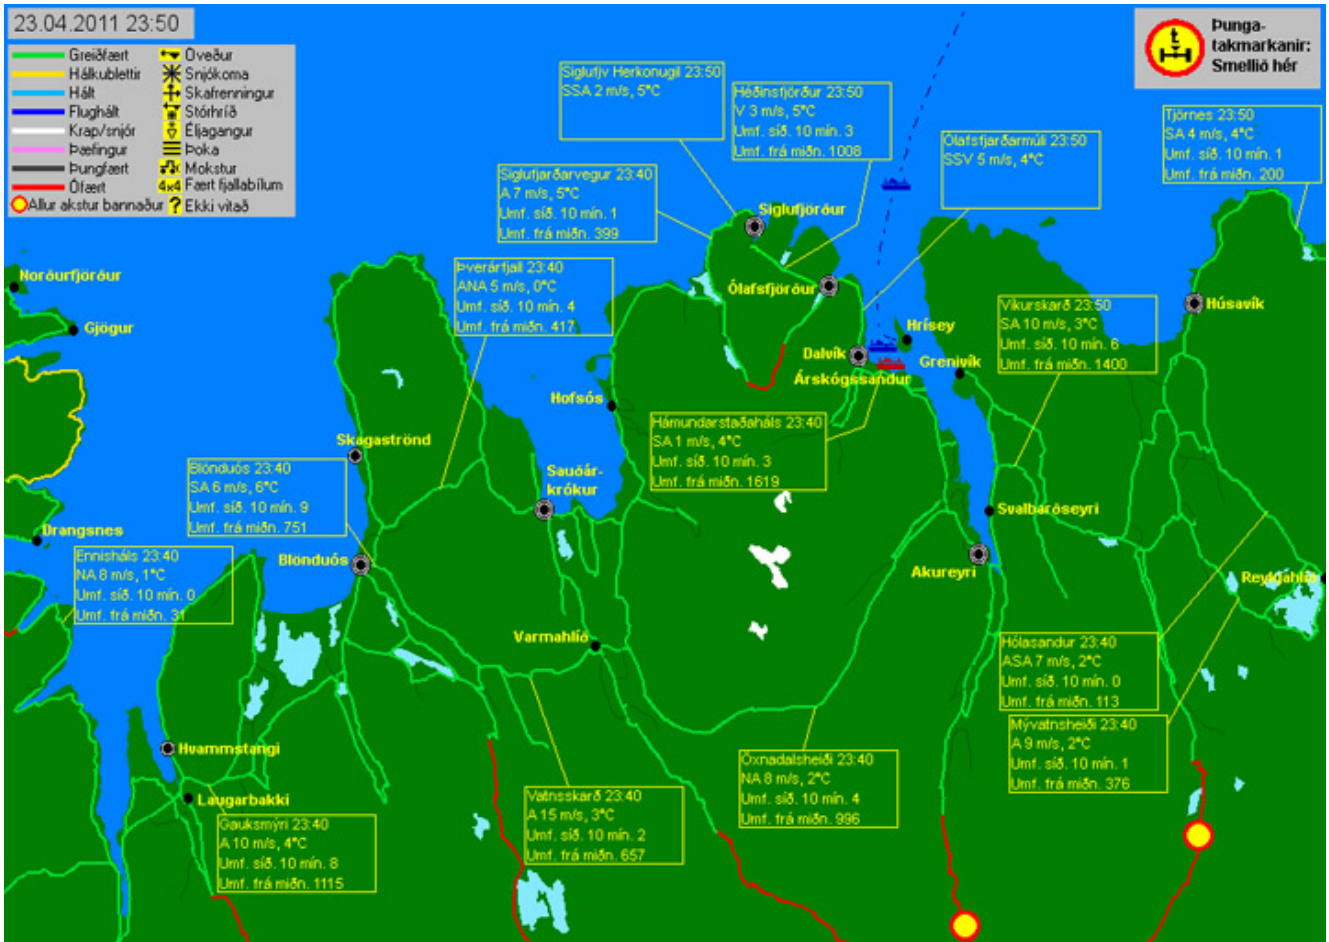 23.04.2011 23:50
Greiðfært
Hálkublettir
Hált
Flughált
Krap/snjór
Þæfingur
Þungfært
Ófært
Allur akstur bannaður
Óveður
Snjókoma
Skafrenningur
Stórhríð
Éljagangur
Þoka
Mokstur
4x4 Fært fjallabílum
? Ekki vitað
t
Þunga-
takmarkanir:
Smellið hér
Siglufjv Herkonugil 23:50
SSA 2 m/s, 5°C
Héðinsfjörður 23:50
V 3 m/s, 5°C
Umf. síð. 10 mín. 3
Umf. frá miðn. 1008
Ólafsfjarðarmúli 23:50
SSV 5 m/s, 4°C
Tjörnes 23:50
SA 4 m/s, 4°C
Umf. síð. 10 mín. 1
Umf. frá miðn. 200
Siglufjarðarvegur 23:40
A 7 m/s, 5°C
Umf. síð. 10 mín. 1
Umf. frá miðn. 399
Siglufjörður
Þverárfjall 23:40
ANA 5 m/s, 0°C
Umf. síð. 10 mín. 4
Umf. frá miðn. 417
Norðurfjörður
Gjögur
Ólafsfjörður
Húsavík
Víkurskarð 23:50
SA 10 m/s, 3°C
Umf. síð. 10 mín. 6
Umf. frá miðn. 1400
Hrísey
Dalvík
Grenivík
Árskógssandur
Hofsós
Hámundarstaðaháls 23:40
SA 1 m/s, 4°C
Umf. síð. 10 mín. 3
Umf. frá miðn. 1619
Skagaströnd
Blönduós 23:40
SA 6 m/s, 6°C
Umf. síð. 10 mín. 9
Umf. frá miðn. 751
Sauðár-
krókur
Svalbarðseyri
Drangsnes
Ennisháls 23:40
NA 8 m/s, 1°C
Umf. síð. 10 mín. 0
Umf. frá miðn. 31
Blönduós
Akureyri
Reykjahlíð
Varmahlíð
Hólasandur 23:40
ASA 7 m/s, 2°C
Umf. síð. 10 mín. 0
Umf. frá miðn. 113
Mývatnsheiði 23:40
A 9 m/s, 2°C
Umf. síð. 10 mín. 1
Umf. frá miðn. 376
Hvammstangi
Öxnadalsheiði 23:40
NA 8 m/s, 2°C
Umf. síð. 10 mín. 4
Umf. frá miðn. 996
Laugarbakki
Vatnsskarð 23:40
A 15 m/s, 3°C
Umf. síð. 10 mín. 2
Umf. frá miðn. 657
Gauksmýri 23:40
A 10 m/s, 4°C
Umf. síð. 10 mín. 8
Umf. frá miðn. 1115